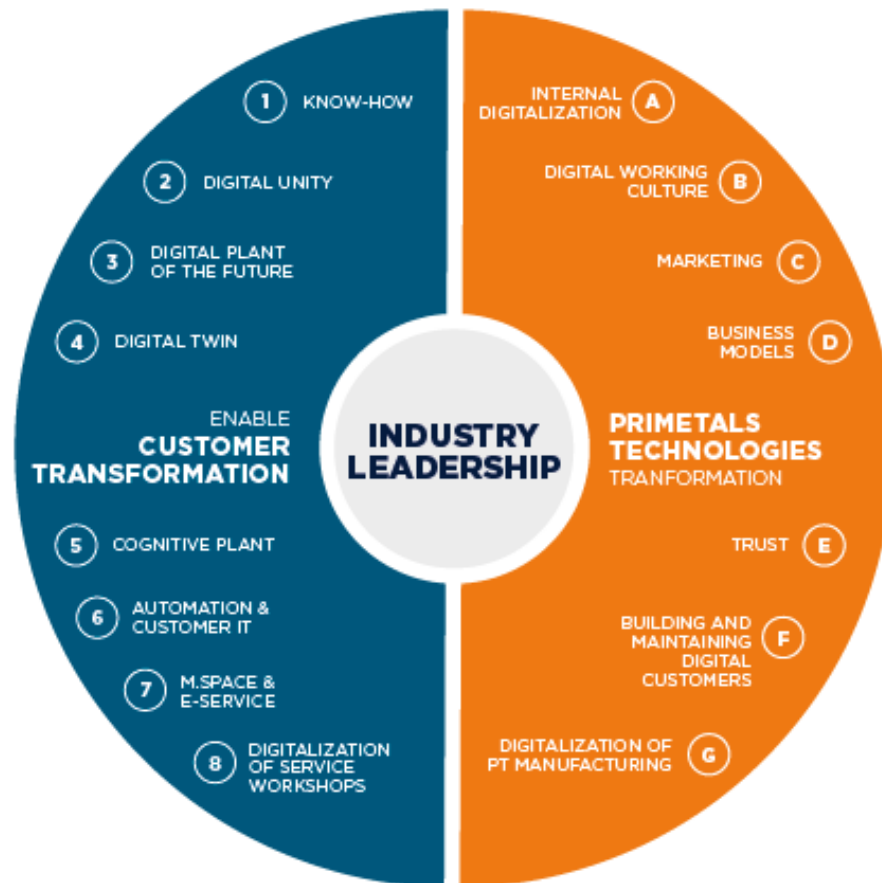 1 KNOW-HOW
2 DIGITAL UNITY
3 DIGITAL PLANT
OF THE FUTURE
4 DIGITAL TWIN
ENABLE
CUSTOMER
TRANSFORMATION
5 COGNITIVE PLANT
6 AUTOMATION &
CUSTOMER IT
7 M.SPACE &
E-SERVICE
8 DIGITALIZATION
OF SERVICE
WORKSHOPS
INDUSTRY
LEADERSHIP
INTERNAL
DIGITALIZATION A
DIGITAL WORKING
CULTURE B
MARKETING C
BUSINESS
MODELS D
PRIMETALS
TECHNOLOGIES
TRANFORMATION
TRUST E
BUILDING AND
MAINTAINING F
DIGITAL
CUSTOMERS
DIGITALIZATION OF
PT MANUFACTURING G